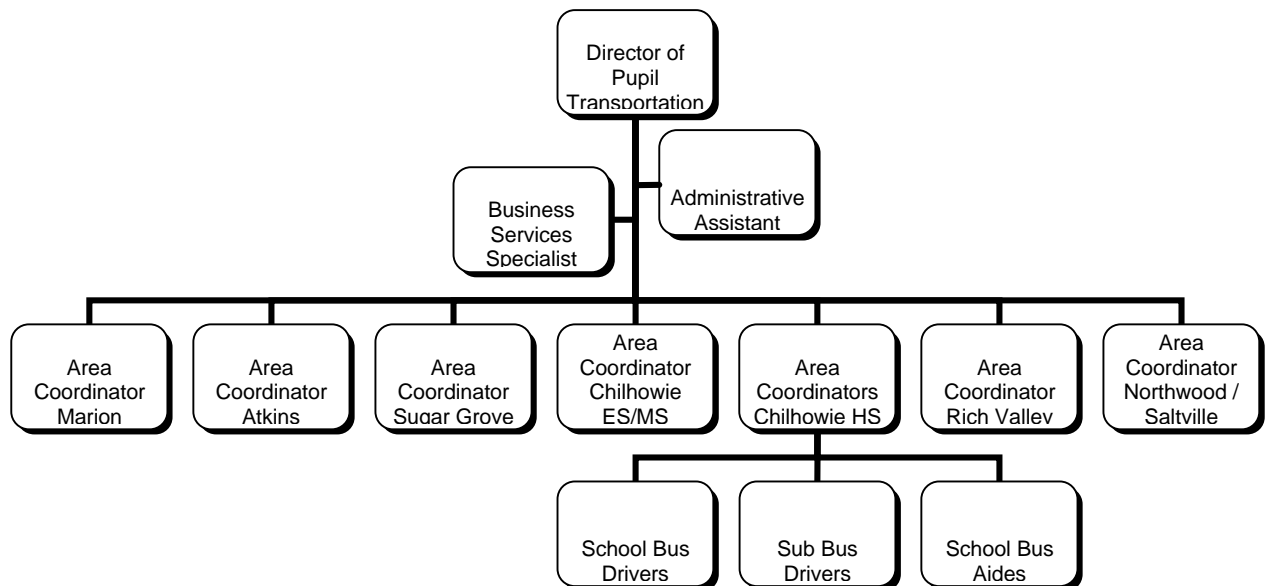 Director of
Pupil
Transportation
Administrative
Assistant
Business
Services
Specialist
Area
Coordinator
Marion
Area
Coordinator
Atkins
Area
Coordinator
Sugar Grove
Area
Coordinator
Chilhowie
ES/MS
Area
Coordinators
Chilhowie HS
Area
Coordinator
Rich Valley
Area
Coordinator
Northwood /
Saltville
School Bus
Drivers
Sub Bus
Drivers
School Bus
Aides